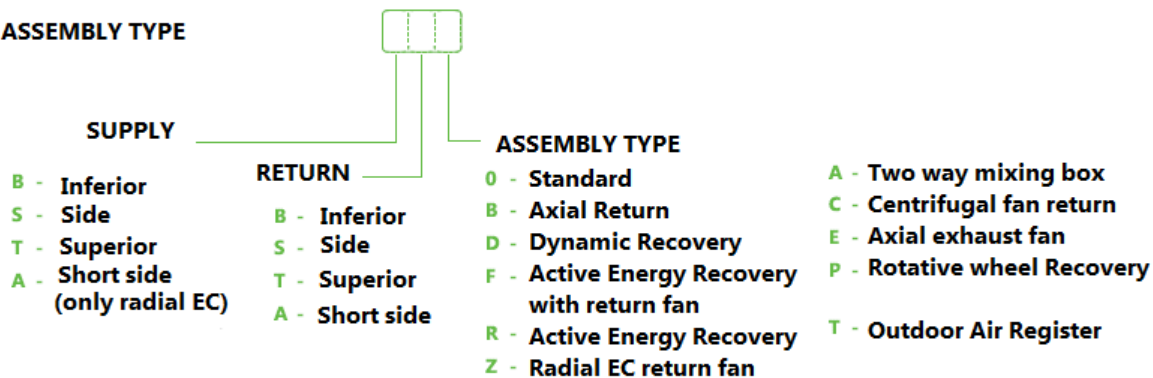 ASSEMBLY TYPE
SUPPLY
B - Inferior
S - Side
T - Superior
A - Short side
(only radial EC)
RETURN
B - Inferior
S - Side
T - Superior
A - Short side
ASSEMBLY TYPE
0 - Standard
B - Axial Return
D - Dynamic Recovery
F - Active Energy Recovery
with return fan
R - Active Energy Recovery
Z - Radial EC return fan
A - Two way mixing box
C - Centrifugal fan return
E - Axial exhaust fan
P - Rotative wheel Recovery
T - Outdoor Air Register